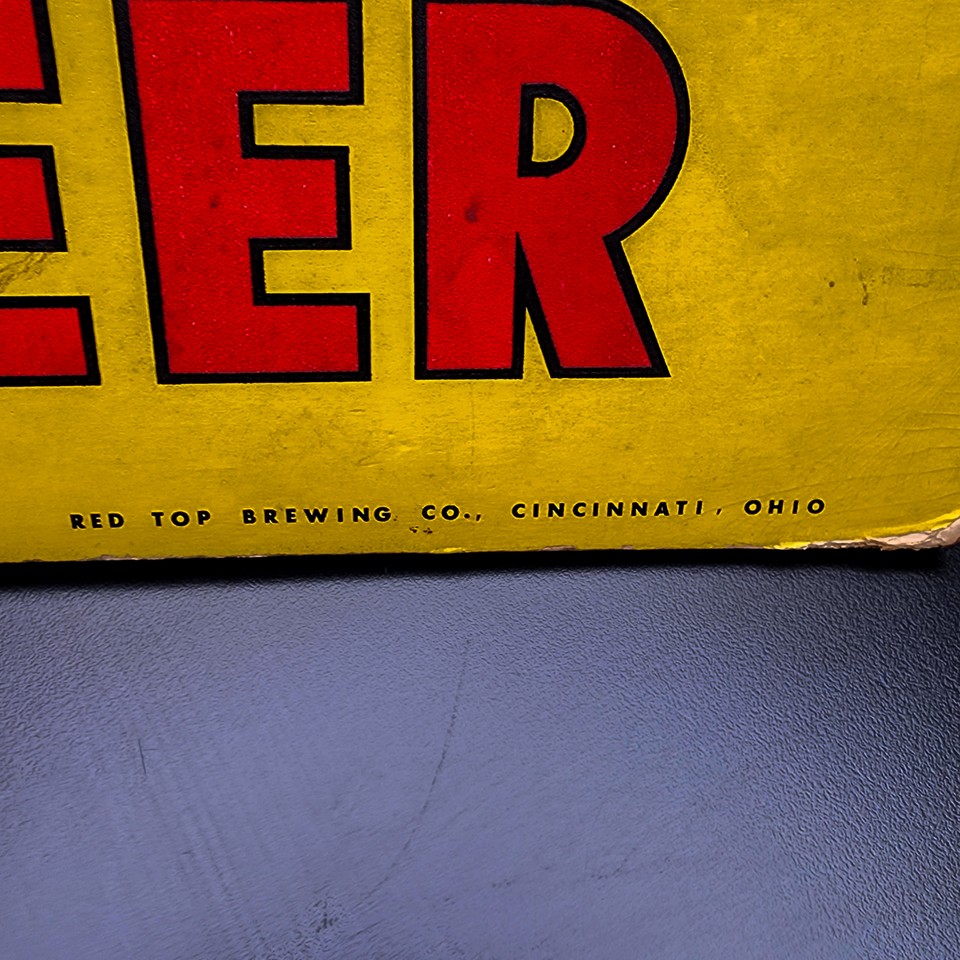 EER
RED TOP BREWING CO., CINCINNATI, OHIO